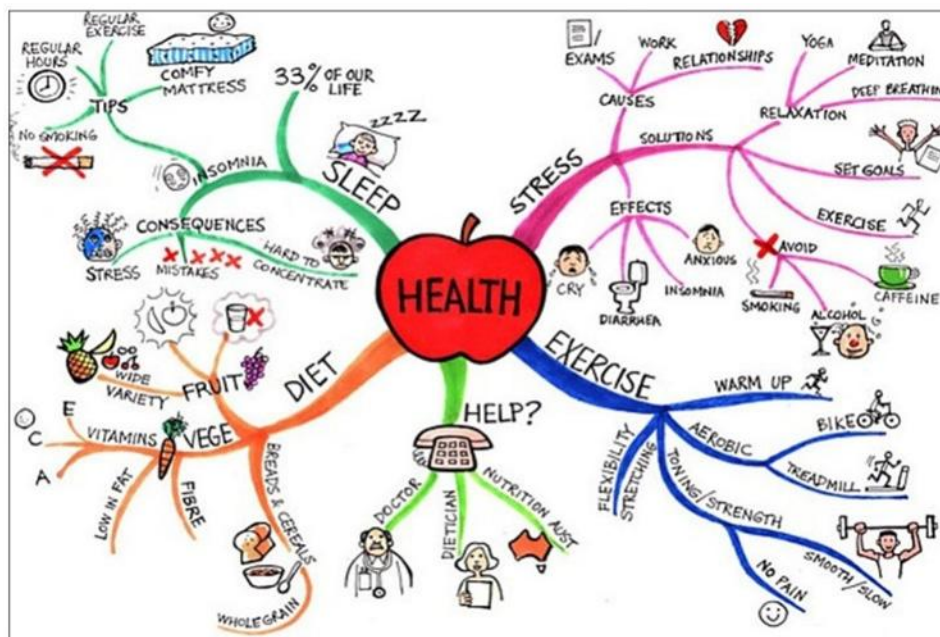 HEALTH
SLEEP
33% OF OUR
LIFE
ZZZZ
INSOMNIA
TIPS
REGULAR
HOURS
REGULAR
EXERCISE
COMFY
MATTRESS
NO SMOKING
CONSEQUENCES
STRESS
MISTAKES
HARD TO
CONCENTRATE
STRESS
CAUSES
EXAMS
WORK
RELATIONSHIPS
SOLUTIONS
RELAXATION
YOGA
MEDITATION
DEEP BREATHIN
SET GOALS
EXERCISE
AVOID
SMOKING
ALCOHOL
CAFFEINE
EFFECTS
CRY
DIARRHEA
INSOMNIA
ANXIOUS
EXERCISE
WARM UP
AEROBIC
BIKE
TREADMILL
TONING/STRENGTH
SMOOTH/SLOW
NO PAIN
FLEXIBILITY
STRETCHING
HELP?
DOCTOR
DIETICIAN
NUTRITION AUST
DIET
FRUIT
WIDE
VARIETY
VEGE
VITAMINS
E
C
A
LOW IN FAT
FIBRE
BREADS & CEREALS
WHOLEGRAIN